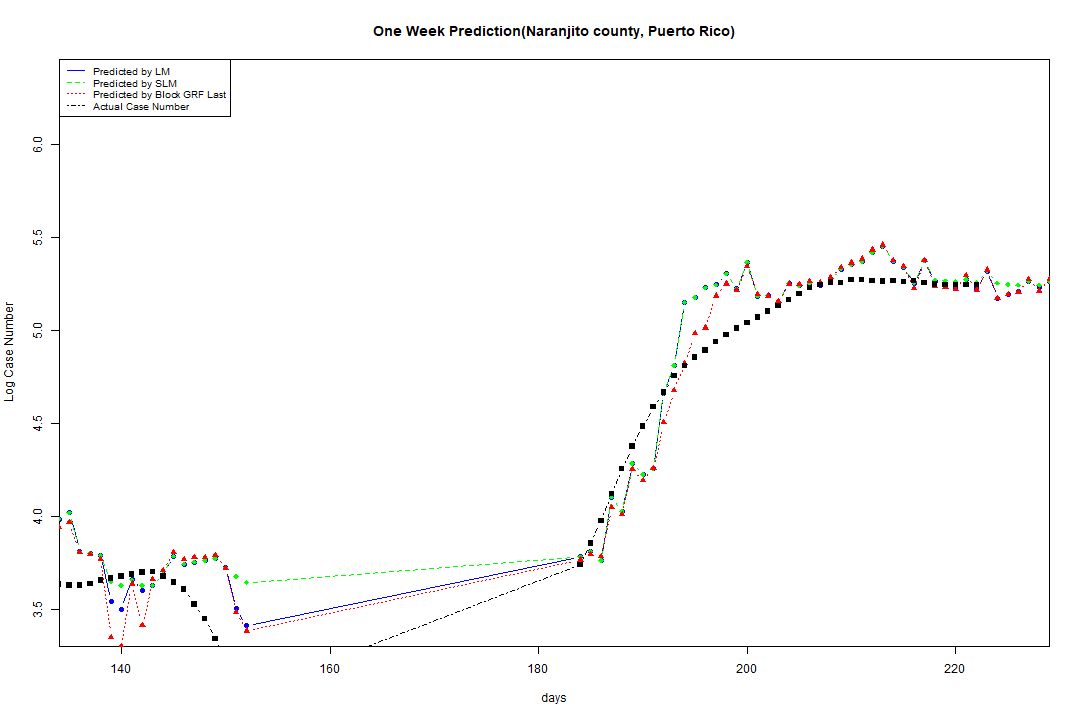 One Week Prediction(Naranjito county, Puerto Rico)
Predicted by LM
Predicted by SLM
Predicted by Block GRF Last
Actual Case Number
Log Case Number
6.0
5.5
5.0
4.5
4.0
3.5
140 160 180 200 220
days